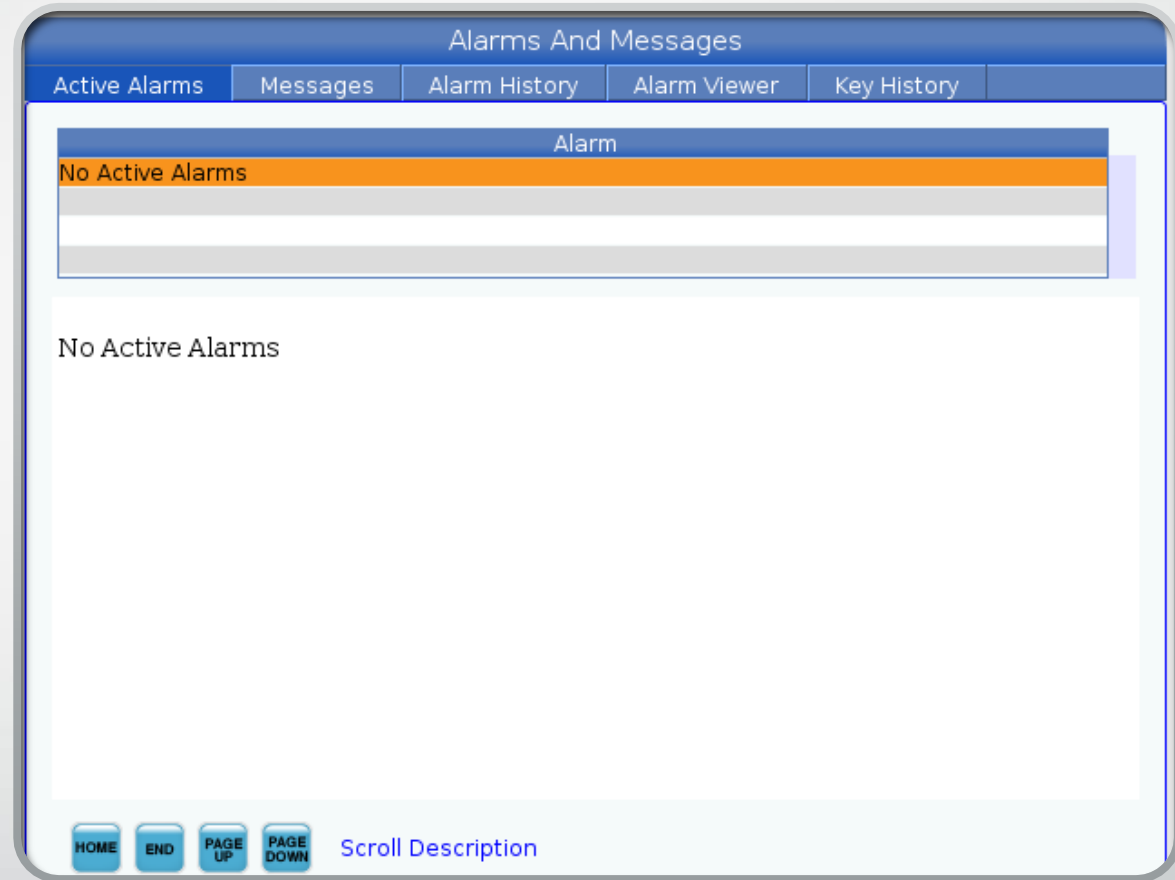 Alarms And Messages
Active Alarms Messages Alarm History Alarm Viewer Key History
Alarm
No Active Alarms
No Active Alarms
HOME END PAGE UP PAGE DOWN Scroll Description